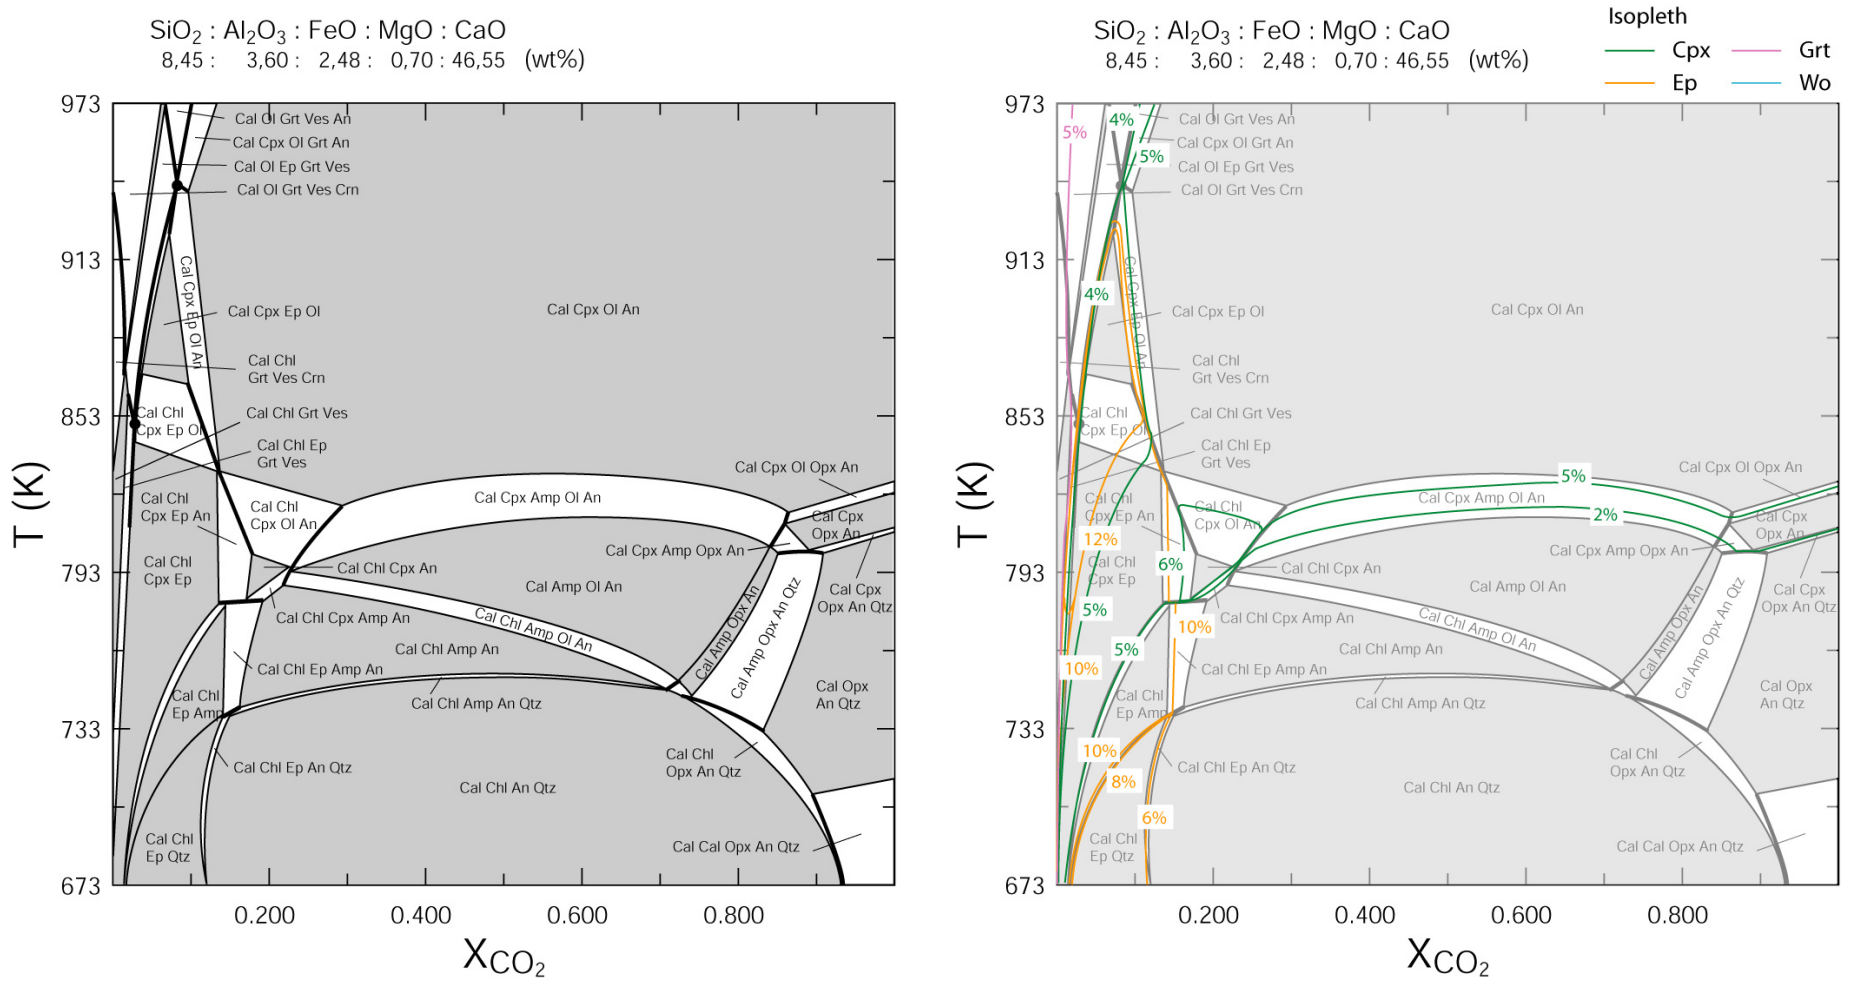 SiO2 : Al2O3 : FeO : MgO : CaO
8,45 : 3,60 : 2,48 : 0,70 : 46,55 (wt%)
973
913
853
793
733
673
T (K)
0.200
0.400
0.600
0.800
XCO2
Cal Ol Grt Ves An
Cal Cpx Ol Grt An
Cal Ol Ep Grt Ves
Cal Ol Grt Ves Crn
Cal Cpx Ep Ol An
Cal Cpx Ep Ol
Cal Cpx Ol An
Cal Chl
Grt Ves Crn
Cal Chl
Cpx Ep Ol
Cal Chl Grt Ves
Cal Chl Ep
Grt Ves
Cal Chl
Cpx Ep An
Cal Chl
Cpx Ol An
Cal Cpx Amp Ol An
Cal Cpx Ol Opx An
Cal Cpx
Opx An
Cal Cpx Amp Opx An
Cal Chl
Cpx Ep
Cal Chl Cpx An
Cal Amp Ol An
Cal Cpx
Opx An Qtz
Cal Chl Cpx Amp An
Cal Chl Amp Ol An
Cal Amp Opx An
Cal Amp Opx An Qtz
Cal Chl Amp An
Cal Chl Ep Amp An
Cal Chl
Ep Amp
Cal Chl Amp An Qtz
Cal Opx
An Qtz
Cal Chl Ep An Qtz
Cal Chl
Opx An Qtz
Cal Chl An Qtz
Cal Chl
Ep Qtz
Cal Cal Opx An Qtz
SiO2 : Al2O3 : FeO : MgO : CaO
8,45 : 3,60 : 2,48 : 0,70 : 46,55 (wt%)
Isopleth
Cpx
Grt
Ep
Wo
973
913
853
793
733
673
T (K)
0.200
0.400
0.600
0.800
XCO2
5%
4%
5%
4%
5%
2%
12%
6%
5%
10%
5%
10%
10%
8%
6%
Cal Ol Grt Ves An
Cal Cpx Ol Grt An
Cal Ol Ep Grt Ves
Cal Ol Grt Ves Crn
Cal Cpx Ep Ol An
Cal Cpx Ep Ol
Cal Cpx Ol An
Cal Chl
Grt Ves Crn
Cal Chl
Cpx Ep Ol
Cal Chl Grt Ves
Cal Chl Ep
Grt Ves
Cal Chl
Cpx Ep An
Cal Chl
Cpx Ol An
Cal Cpx Amp Ol An
Cal Cpx Ol Opx An
Cal Cpx
Opx An
Cal Cpx Amp Opx An
Cal Chl
Cpx Ep
Cal Chl Cpx An
Cal Amp Ol An
Cal Cpx
Opx An Qtz
Cal Chl Cpx Amp An
Cal Chl Amp Ol An
Cal Amp Opx An
Cal Amp Opx An Qtz
Cal Chl Amp An
Cal Chl Ep Amp An
Cal Chl
Ep Amp
Cal Chl Amp An Qtz
Cal Opx
An Qtz
Cal Chl Ep An Qtz
Cal Chl
Opx An Qtz
Cal Chl An Qtz
Cal Chl
Ep Qtz
Cal Cal Opx An Qtz